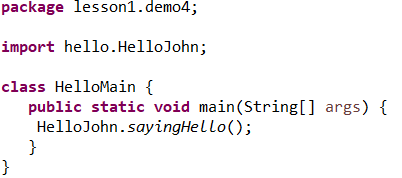 package lesson1.demo4;
import hello.HelloJohn;
class HelloMain {
public static void main(String[] args) {
HelloJohn.sayingHello();
}
}